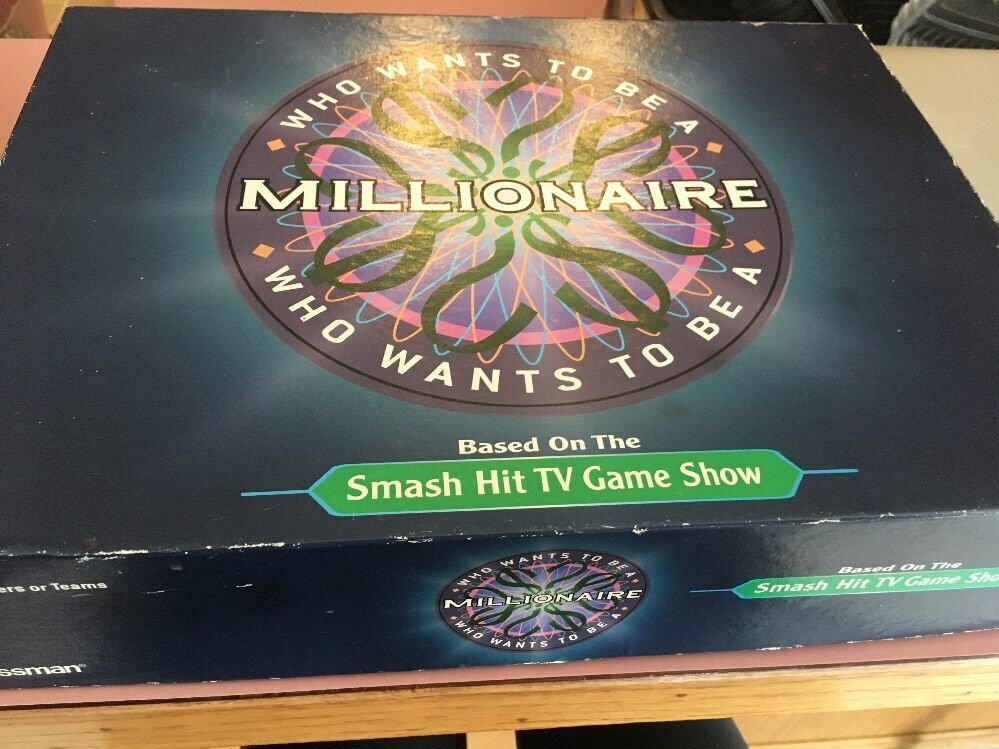 WHO WANTS TO BE A
MILLIONAIRE
WHO WANTS TO BE A
Based On The
Smash Hit TV Game Show
ers or Teams
ssman®
WHO WANTS TO BE A
MILLIONAIRE
WHO WANTS TO BE A
Based On The
Smash Hit TV Game Sho